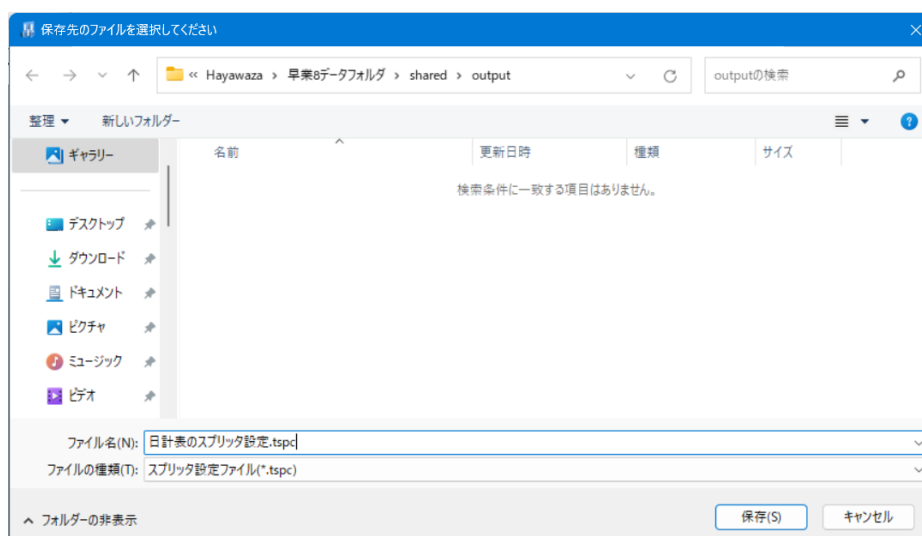 保存先のファイルを選択してください
« Hayawaza › 早業8データフォルダ › shared › output
outputの検索
整理 新しいフォルダー
名前 更新日時 種類 サイズ
検索条件に一致する項目はありません。
ギャラリー
デスクトップ
ダウンロード
ドキュメント
ピクチャ
ミュージック
ビデオ
ファイル名(N): 日計表のスプリッタ設定.tspc
ファイルの種類(T): スプリッタ設定ファイル(*.tspc)
フォルダーの非表示
保存(S) キャンセル